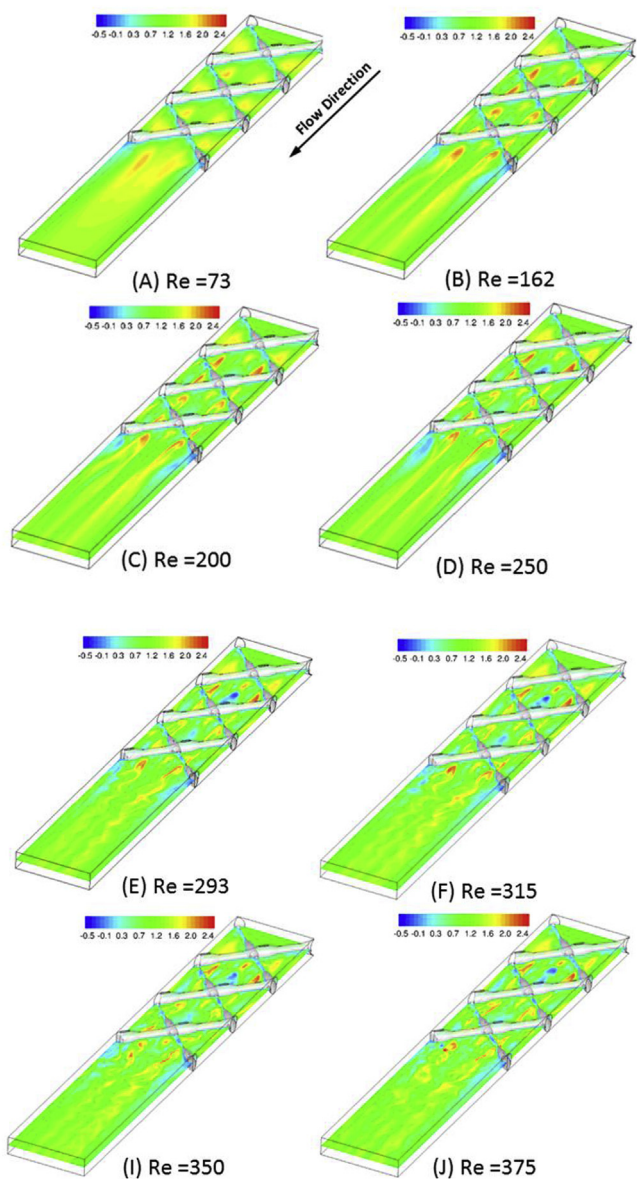 -0.5 -0.1 0.3 0.7 1.2 1.6 2.0 2.4
-0.5 -0.1 0.3 0.7 1.2 1.6 2.0 2.4
Flow Direction
(A) Re =73
(B) Re =162
-0.5 -0.1 0.3 0.7 1.2 1.6 2.0 2.4
-0.5 -0.1 0.3 0.7 1.2 1.6 2.0 2.4
(C) Re =200
(D) Re =250
-0.5 -0.1 0.3 0.7 1.2 1.6 2.0 2.4
-0.5 -0.1 0.3 0.7 1.2 1.6 2.0 2.4
(E) Re =293
(F) Re =315
-0.5 -0.1 0.3 0.7 1.2 1.6 2.0 2.4
-0.5 -0.1 0.3 0.7 1.2 1.6 2.0 2.4
(I) Re =350
(J) Re =375